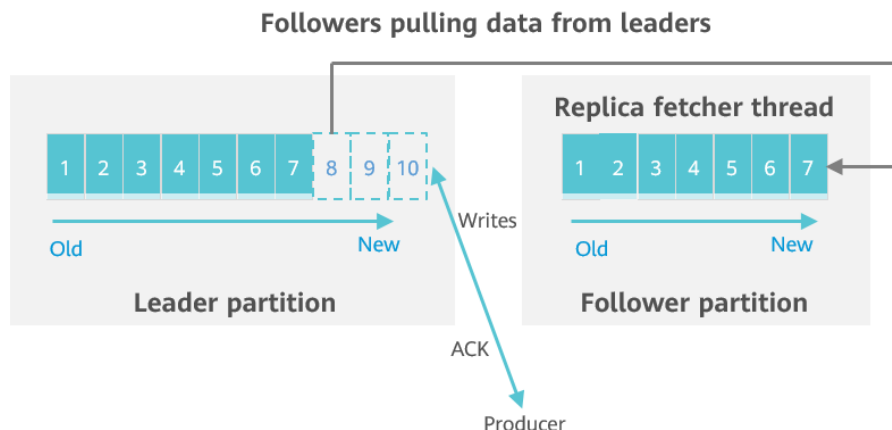 Followers pulling data from leaders
Replica fetcher thread
1 2 3 4 5 6 7 8 9 10
1 2 3 4 5 6 7
Writes
Old New
Old New
Leader partition
Follower partition
ACK
Producer